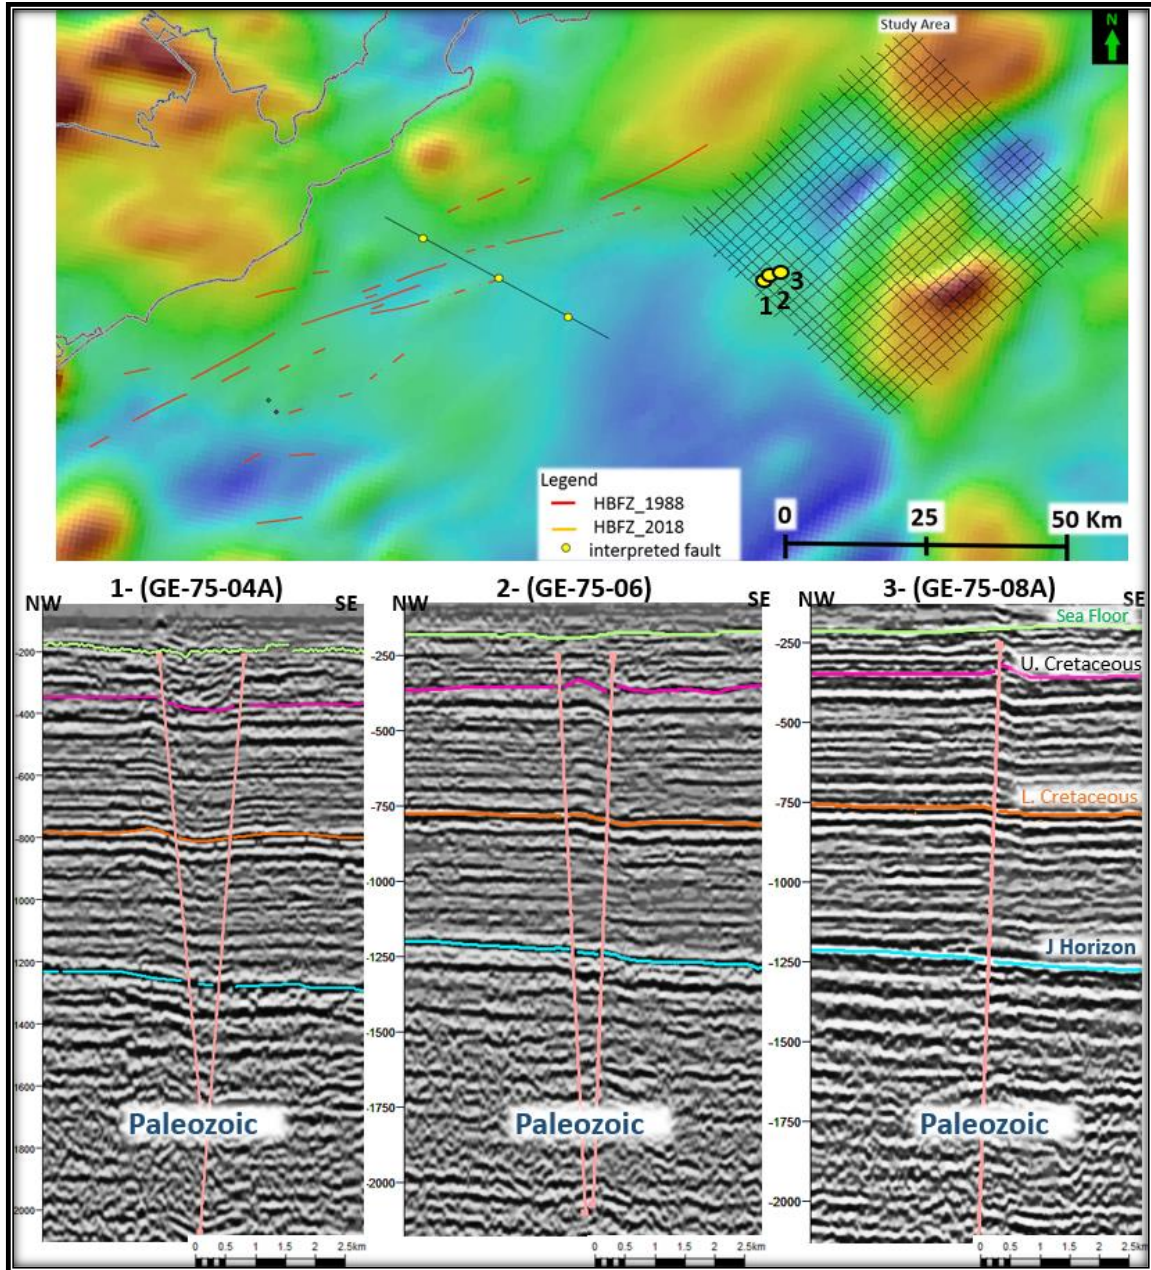 Study Area
N
1
2
3
Legend
HBFZ_1988
HBFZ_2018
interpreted fault
0 25 50 Km
1- (GE-75-04A)
NW SE
-200
-400
-600
-800
1000
1200
1400
1600
1800
2000
Paleozoic
0 0.5 1 1.5 2 2.5km
2- (GE-75-06)
NW SE
-250
-500
-750
-1000
-1250
-1500
-1750
-2000
Paleozoic
0 0.5 1 1.5 2 2.5km
3- (GE-75-08A)
NW SE
Sea Floor
U. Cretaceous
L. Cretaceous
J Horizon
-250
-500
-750
-1000
-1250
-1500
-1750
-2000
Paleozoic
0 0.5 1 1.5 2 2.5km